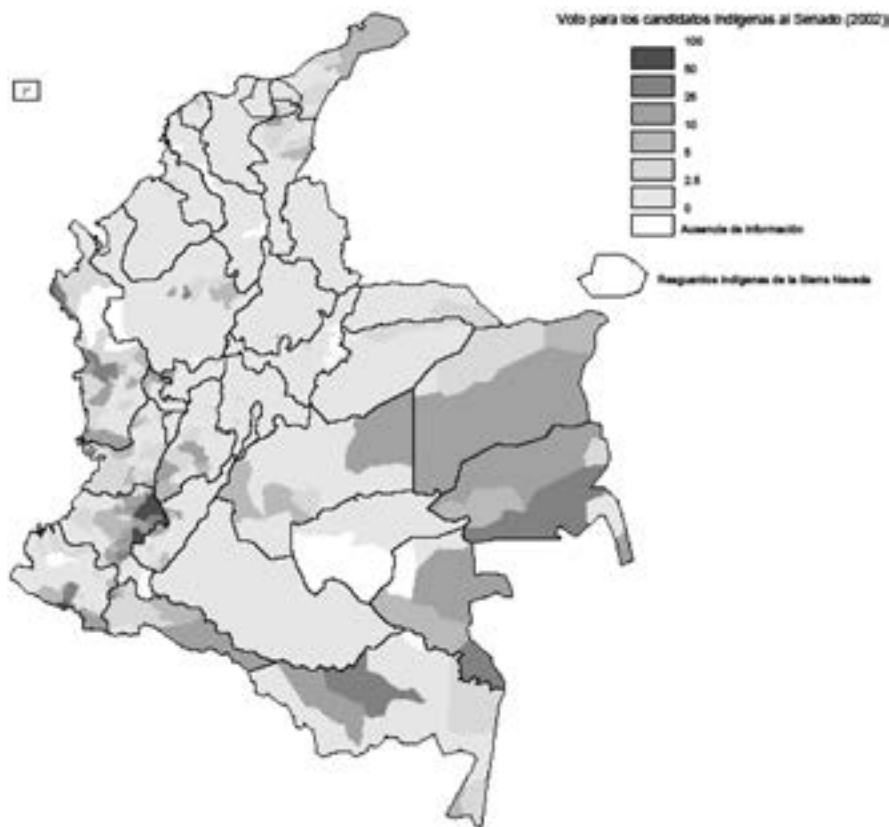 Voto para los candidatos indígenas al Senado (2002)
100
50
25
10
5
2.5
0
Ausencia de información
Resguardos indígenas de la Sierra Nevada